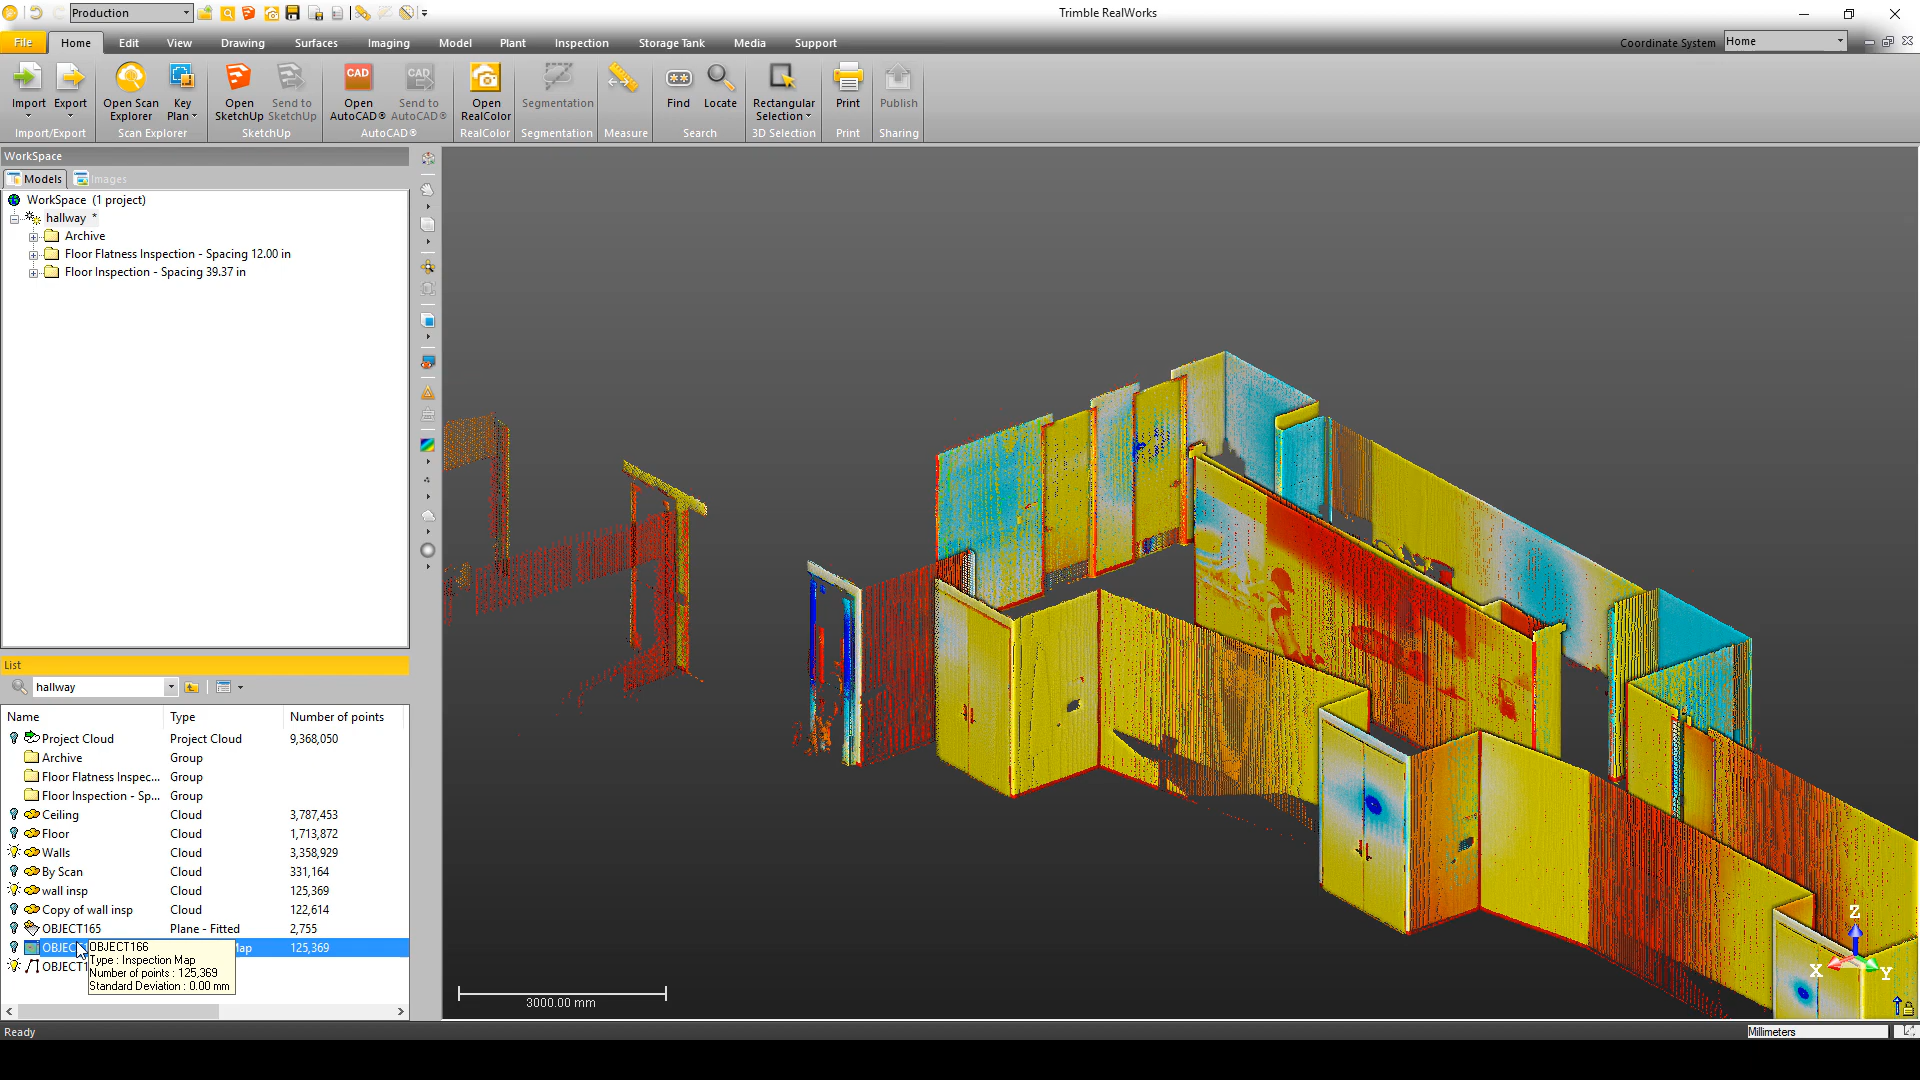 Production
Trimble RealWorks
File Home Edit View Drawing Surfaces Imaging Model Plant Inspection Storage Tank Media Support
Coordinate System Home
Import Export Open Scan Explorer Key Plan Open SketchUp Send to SketchUp Open AutoCAD® Send to AutoCAD® Open RealColor Segmentation Find Locate Rectangular Selection Print Publish
Import/Export Scan Explorer SketchUp AutoCAD® RealColor Segmentation Measure Search 3D Selection Print Sharing
WorkSpace
Models Images
WorkSpace (1 project)
hallway *
Archive
Floor Flatness Inspection - Spacing 12.00 in
Floor Inspection - Spacing 39.37 in
List
hallway
Name Type Number of points
Project Cloud Project Cloud 9,368,050
Archive Group
Floor Flatness Inspec... Group
Floor Inspection - Sp... Group
Ceiling Cloud 3,787,453
Floor Cloud 1,713,872
Walls Cloud 3,358,929
By Scan Cloud 331,164
wall insp Cloud 125,369
Copy of wall insp Cloud 122,614
OBJECT165 Plane - Fitted 2,755
OBJEC Map 125,369
OBJECT1
OBJECT166
Type : Inspection Map
Number of points : 125,369
Standard Deviation : 0.00 mm
3000.00 mm
Z
X Y
Ready
Millimeters